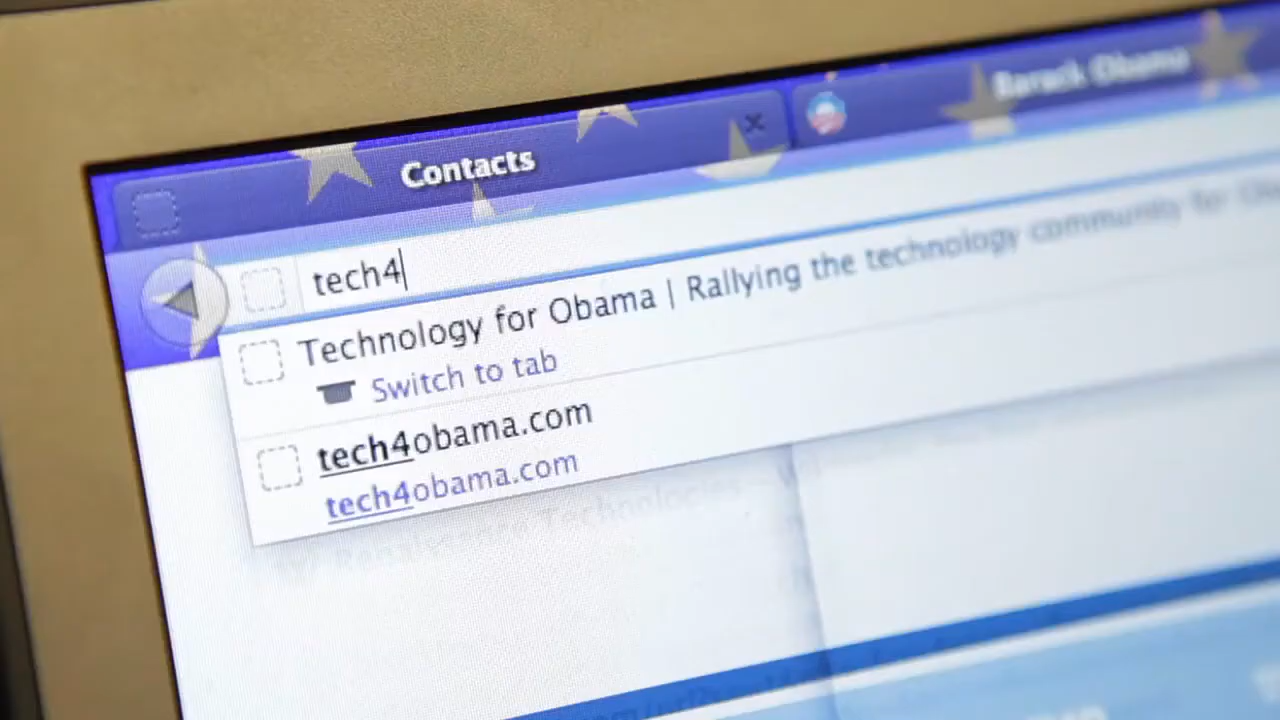 Contacts
Barack Obama
tech4
Technology for Obama | Rallying the technology community for
Switch to tab
tech4obama.com
tech4obama.com